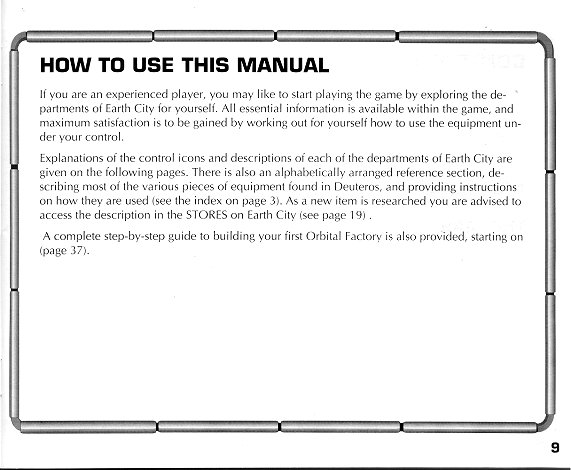 HOW TO USE THIS MANUAL
If you are an experienced player, you may like to start playing the game by exploring the de-
partments of Earth City for yourself. All essential information is available within the game, and
maximum satisfaction is to be gained by working out for yourself how to use the equipment un-
der your control.
Explanations of the control icons and descriptions of each of the departments of Earth City are
given on the following pages. There is also an alphabetically arranged reference section, de-
scribing most of the various pieces of equipment found in Deuteros, and providing instructions
on how they are used (see the index on page 3). As a new item is researched you are advised to
access the description in the STORES on Earth City (see page 19) .
A complete step-by-step guide to building your first Orbital Factory is also provided, starting on
(page 37).
9